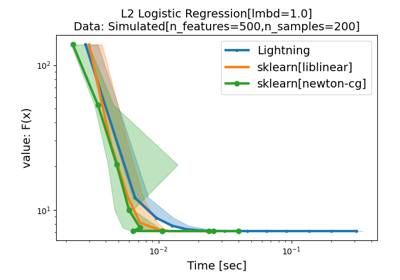 L2 Logistic Regression[lmbd=1.0]
Data: Simulated[n_features=500,n_samples=200]
Lightning
sklearn[liblinear]
sklearn[newton-cg]
value: F(x)
10²
10¹
10⁻²
10⁻¹
Time [sec]